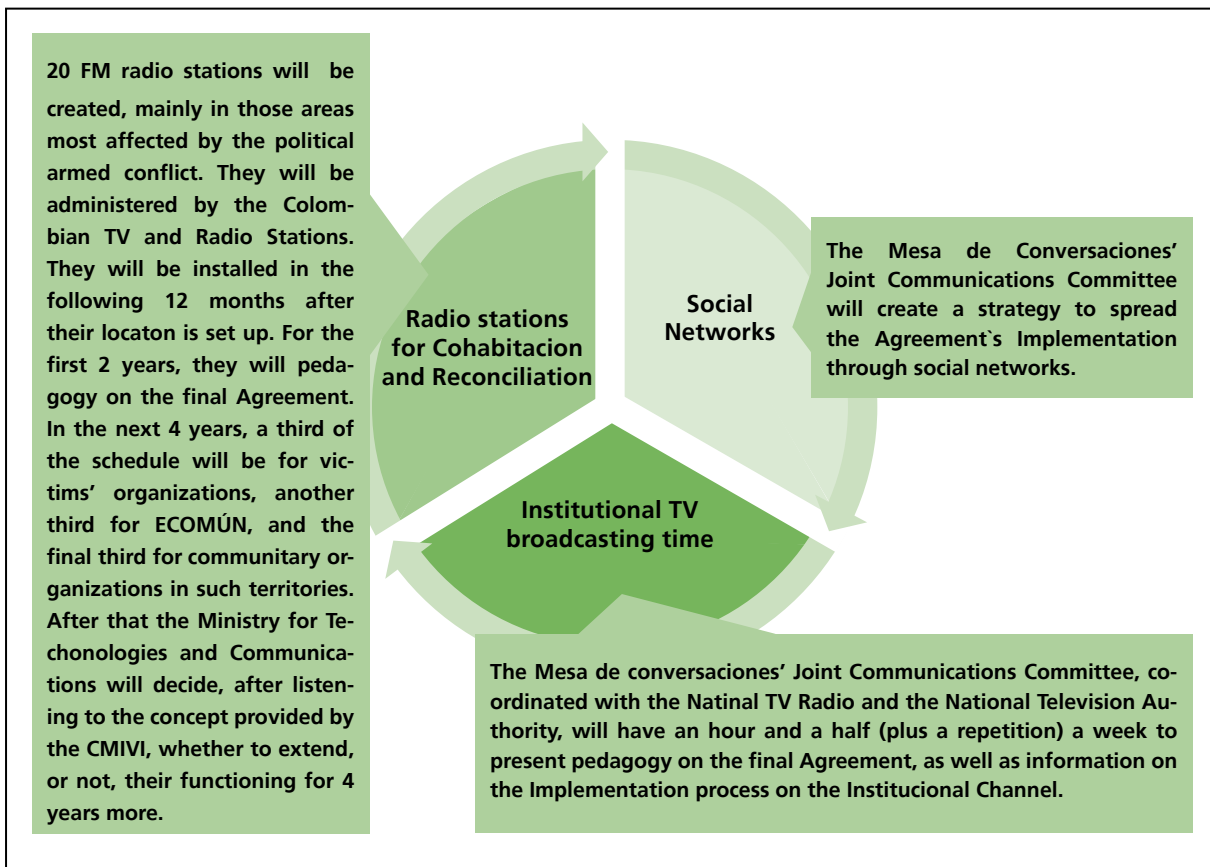 20 FM radio stations will be
created, mainly in those areas
most affected by the political
armed conflict. They will be
administered by the Colom-
bian TV and Radio Stations.
They will be installed in the
following 12 months after
their locaton is set up. For the
first 2 years, they will peda-
gogy on the final Agreement.
In the next 4 years, a third of
the schedule will be for vic-
tims’ organizations, another
third for ECOMÚN, and the
final third for communitary or-
ganizations in such territories.
After that the Ministry for Te-
chonologies and Communica-
tions will decide, after listen-
ing to the concept provided by
the CMIVI, whether to extend,
or not, their functioning for 4
years more.
Radio stations
for Cohabitacion
and Reconciliation
Social
Networks
The Mesa de Conversaciones’
Joint Communications Committee
will create a strategy to spread
the Agreement`s Implementation
through social networks.
Institutional TV
broadcasting time
The Mesa de conversaciones’ Joint Communications Committee, co-
ordinated with the Natinal TV Radio and the National Television Au-
thority, will have an hour and a half (plus a repetition) a week to
present pedagogy on the final Agreement, as well as information on
the Implementation process on the Institucional Channel.